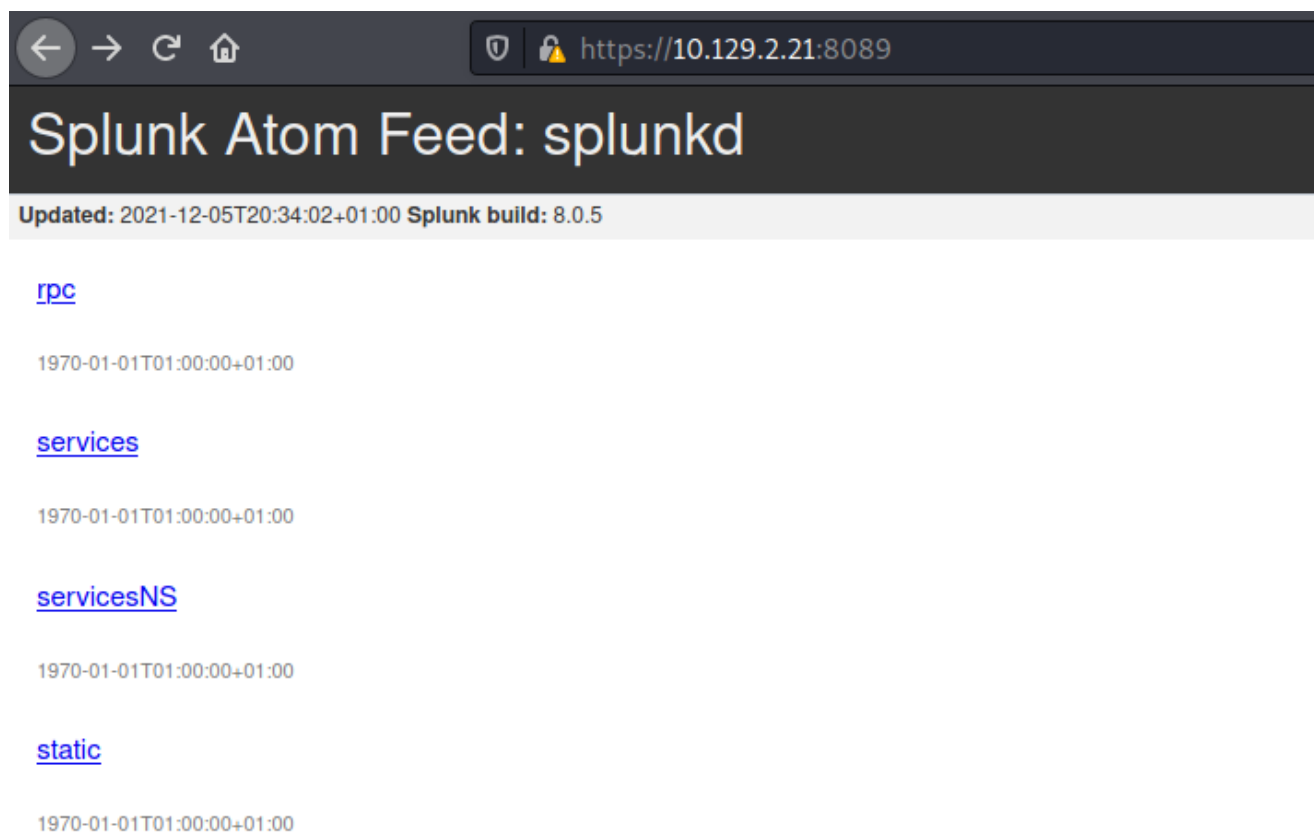 https://10.129.2.21:8089
Splunk Atom Feed: splunkd
Updated: 2021-12-05T20:34:02+01:00 Splunk build: 8.0.5
rpc
1970-01-01T01:00:00+01:00
services
1970-01-01T01:00:00+01:00
servicesNS
1970-01-01T01:00:00+01:00
static
1970-01-01T01:00:00+01:00